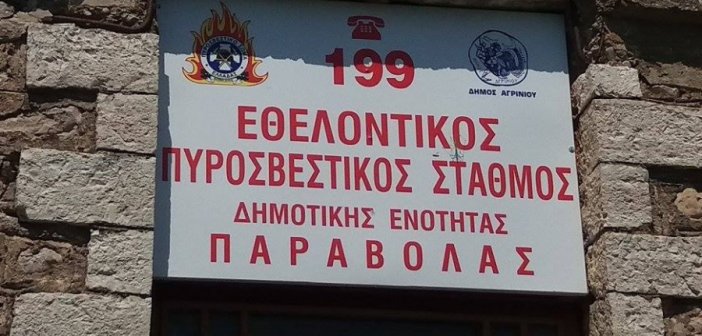 199
ΔΗΜΟΣ ΑΓΡΙΝΙΟΥ
ΕΘΕΛΟΝΤΙΚΟΣ
ΠΥΡΟΣΒΕΣΤΙΚΟΣ ΣΤΑΘΜΟΣ
ΔΗΜΟΤΙΚΗΣ ΕΝΟΤΗΤΑΣ
ΠΑΡΑΒΟΛΑΣ